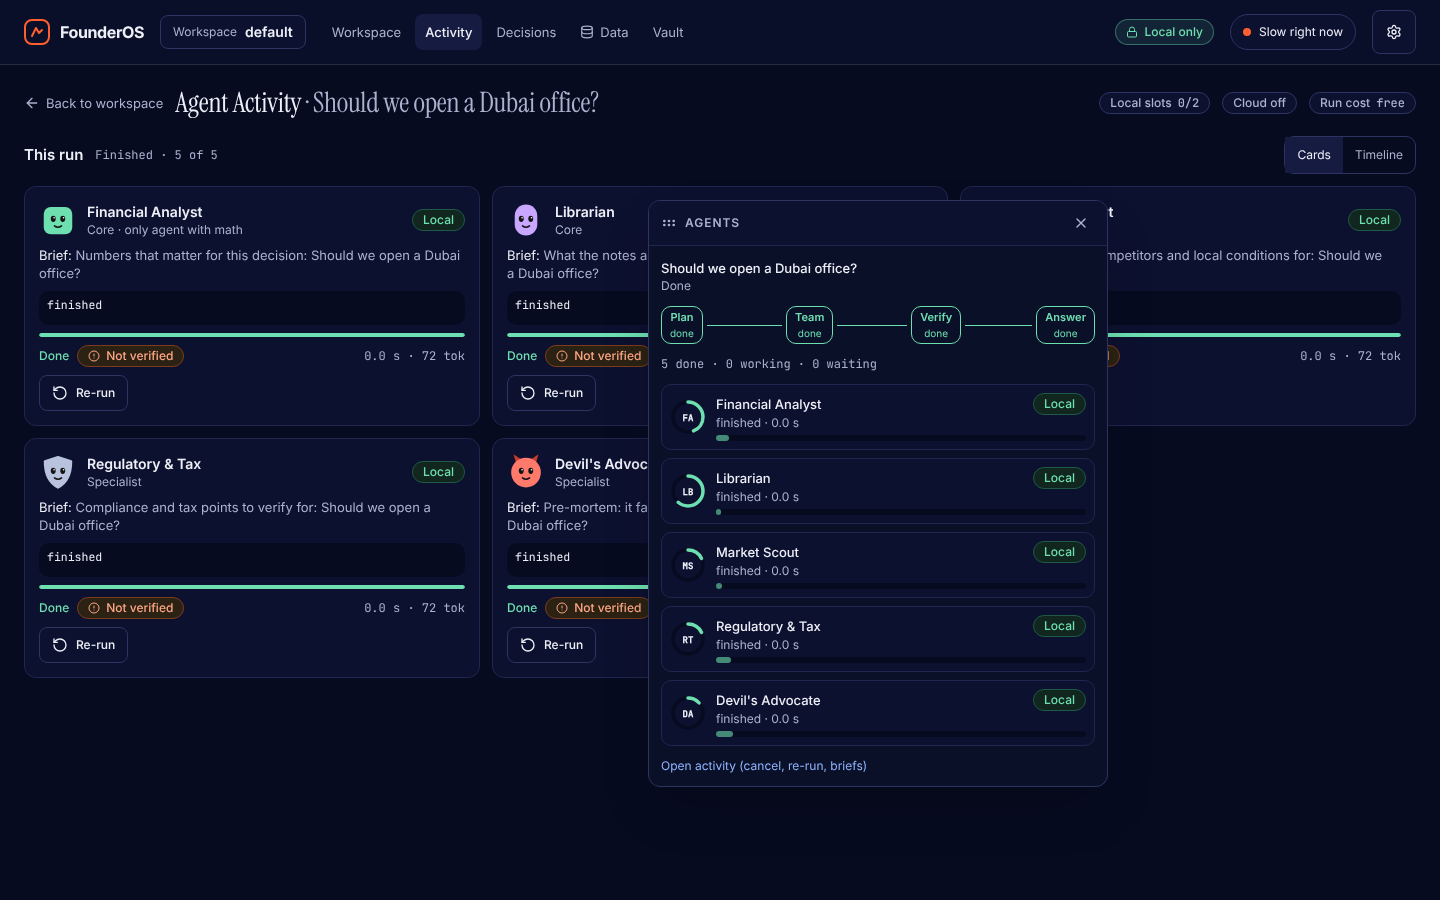 FounderOS
Workspace default
Workspace
Activity
Decisions
Data
Vault
Local only
Slow right now
Back to workspace
Agent Activity · Should we open a Dubai office?
Local slots 0/2
Cloud off
Run cost free
This run Finished · 5 of 5
Cards
Timeline
Financial Analyst
Core · only agent with math
Local
Brief: Numbers that matter for this decision: Should we open a Dubai
office?
finished
Done
Not verified
0.0 s · 72 tok
Re-run
Librarian
Core
Brief: What the notes a
a Dubai office?
finished
Done
Not verified
Re-run
t
Local
mpetitors and local conditions for: Should we
0.0 s · 72 tok
Regulatory & Tax
Specialist
Local
Brief: Compliance and tax points to verify for: Should we open a
Dubai office?
finished
Done
Not verified
0.0 s · 72 tok
Re-run
Devil's Advoc
Specialist
Brief: Pre-mortem: it fa
Dubai office?
finished
Done
Not verified
Re-run
AGENTS
Should we open a Dubai office?
Done
Plan
done
Team
done
Verify
done
Answer
done
5 done · 0 working · 0 waiting
FA
Financial Analyst
finished · 0.0 s
Local
LB
Librarian
finished · 0.0 s
Local
MS
Market Scout
finished · 0.0 s
Local
RT
Regulatory & Tax
finished · 0.0 s
Local
DA
Devil's Advocate
finished · 0.0 s
Local
Open activity (cancel, re-run, briefs)